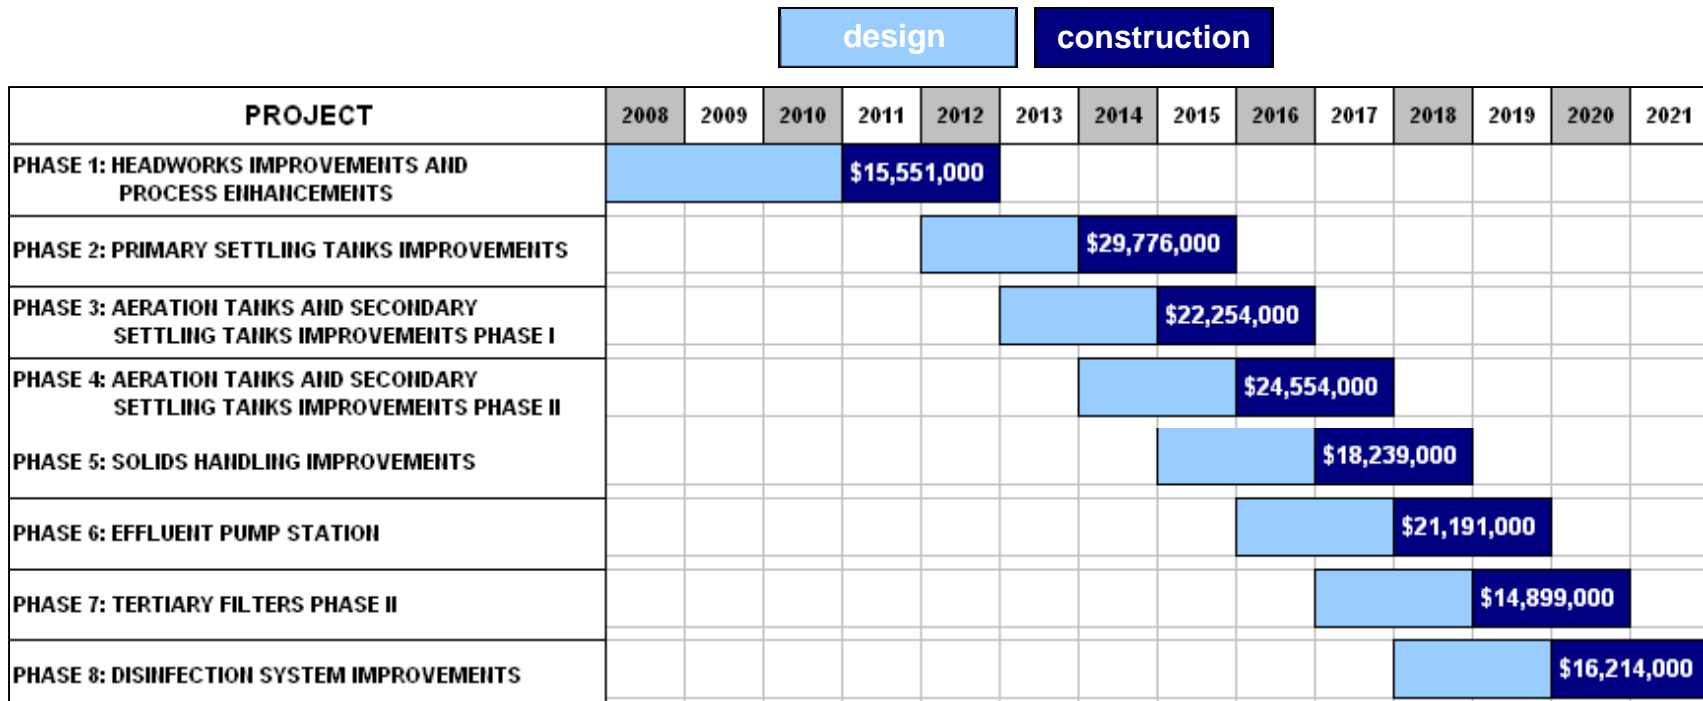 design construction
PROJECT 2008 2009 2010 2011 2012 2013 2014 2015 2016 2017 2018 2019 2020 2021
PHASE 1: HEADWORKS IMPROVEMENTS AND
PROCESS ENHANCEMENTS
$15,551,000
PHASE 2: PRIMARY SETTLING TANKS IMPROVEMENTS
$29,776,000
PHASE 3: AERATION TANKS AND SECONDARY
SETTLING TANKS IMPROVEMENTS PHASE I
$22,254,000
PHASE 4: AERATION TANKS AND SECONDARY
SETTLING TANKS IMPROVEMENTS PHASE II
$24,554,000
PHASE 5: SOLIDS HANDLING IMPROVEMENTS
$18,239,000
PHASE 6: EFFLUENT PUMP STATION
$21,191,000
PHASE 7: TERTIARY FILTERS PHASE II
$14,899,000
PHASE 8: DISINFECTION SYSTEM IMPROVEMENTS
$16,214,000